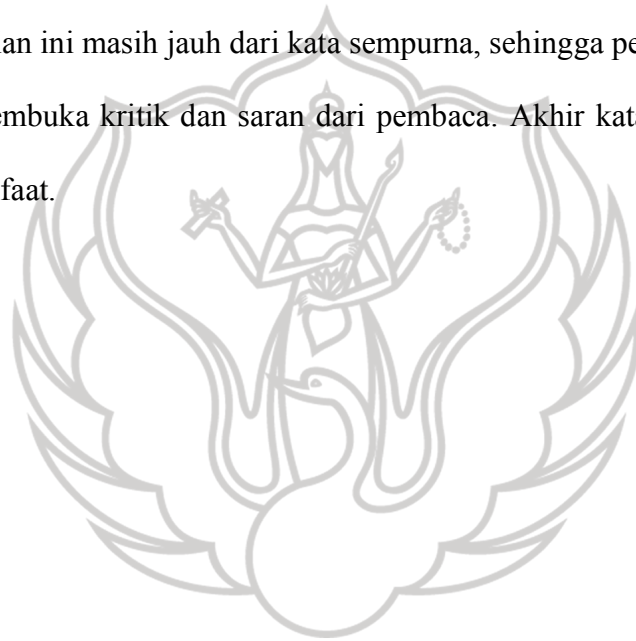 an ini masih jauh dari kata sempurna, sehingga pe
embuka kritik dan saran dari pembaca. Akhir kata
faat.